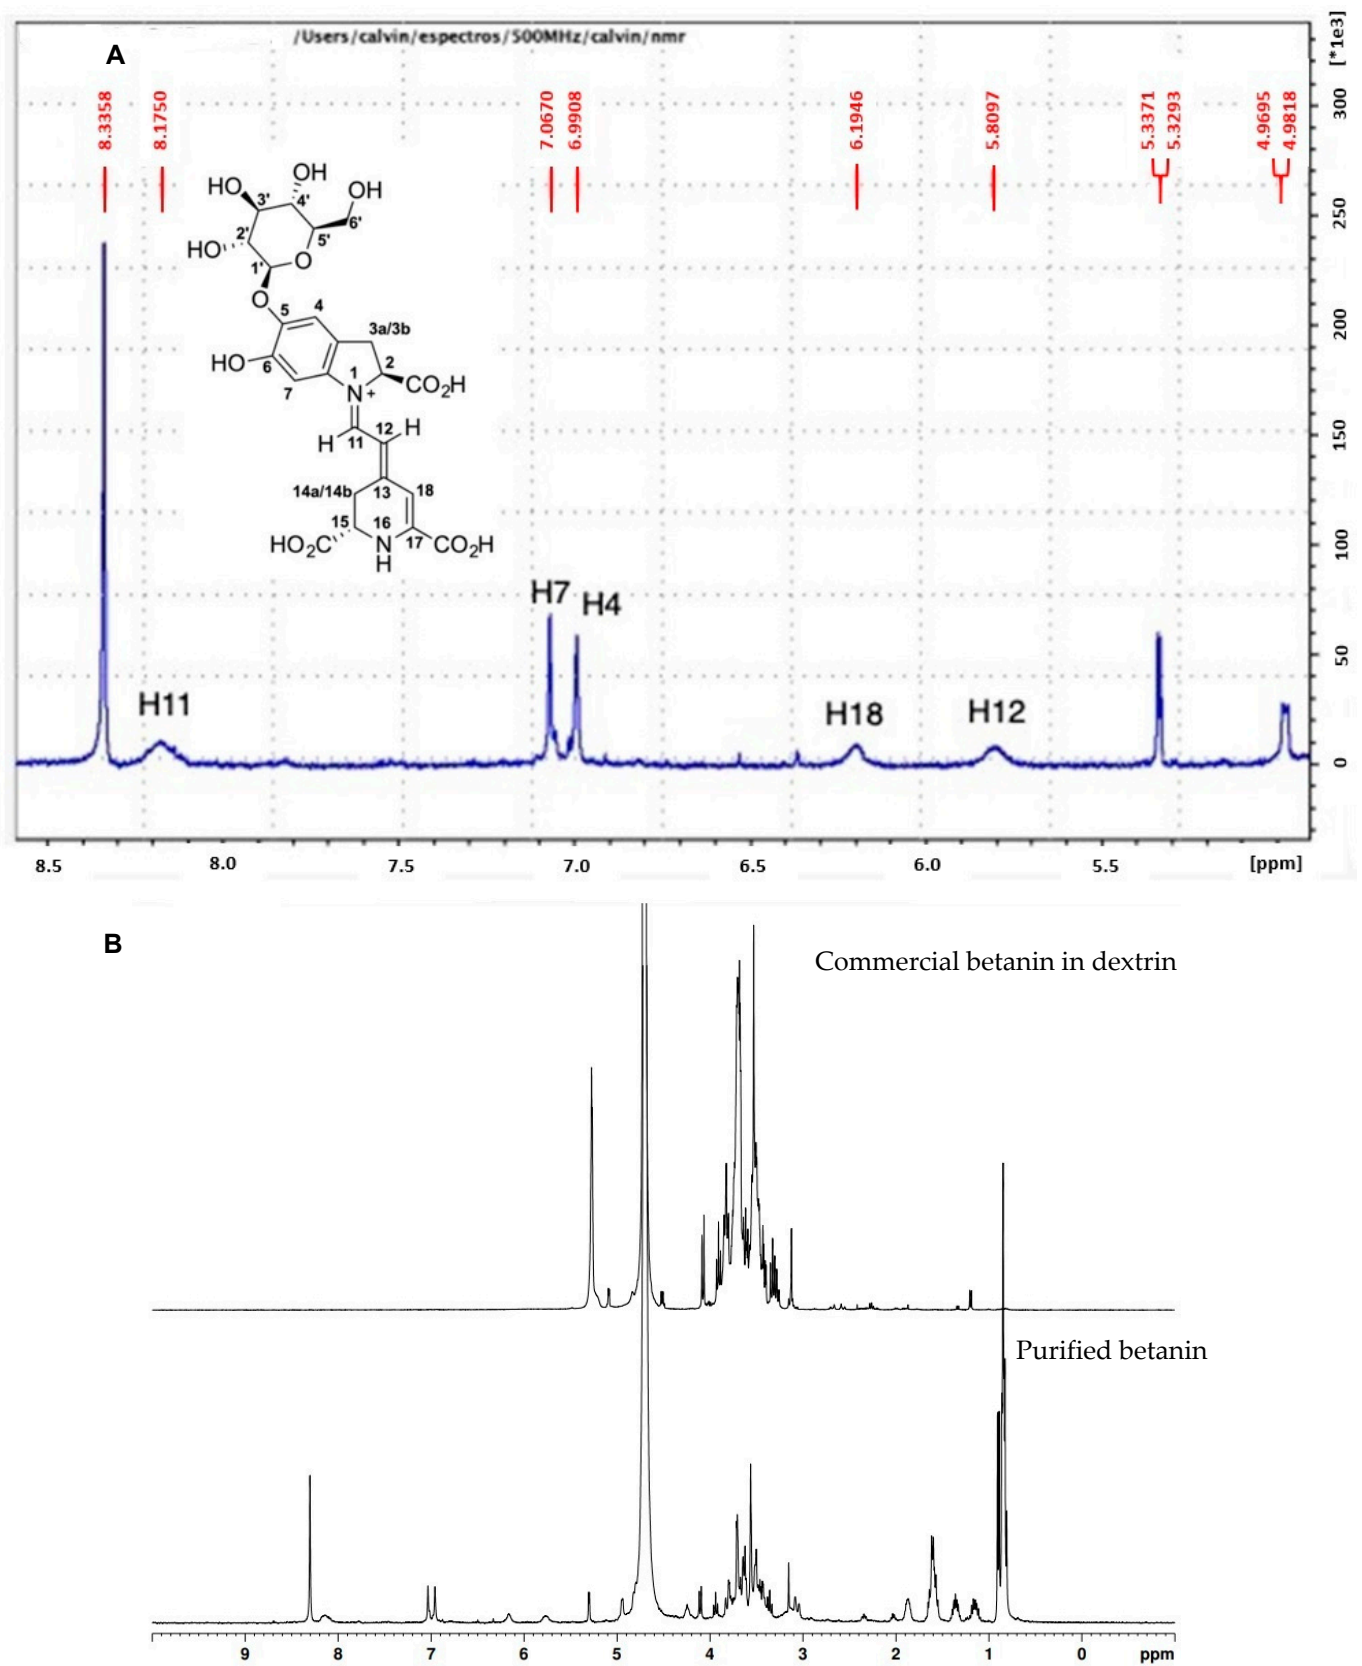 /Users/calvin/espectros/500MHz/calvin/nmr
A
[*1e3]
8.3358
8.1750
7.0670
6.9908
6.1946
5.8097
5.3371
5.3293
4.9695
4.9818
300
250
200
150
100
50
0
OH
HO
3'
4'
OH
6'
2'
5'
HO
1'
O
O
5
4
3a/3b
HO
6
1
2
7
N
+
CO₂H
12
H
H
11
14a/14b
13
18
15
16
17
HO₂C
N
H
CO₂H
H7
H4
H11
H18
H12
8.5 8.0 7.5 7.0 6.5 6.0 5.5 [ppm]
B
Commercial betanin in dextrin
Purified betanin
9 8 7 6 5 4 3 2 1 0 ppm